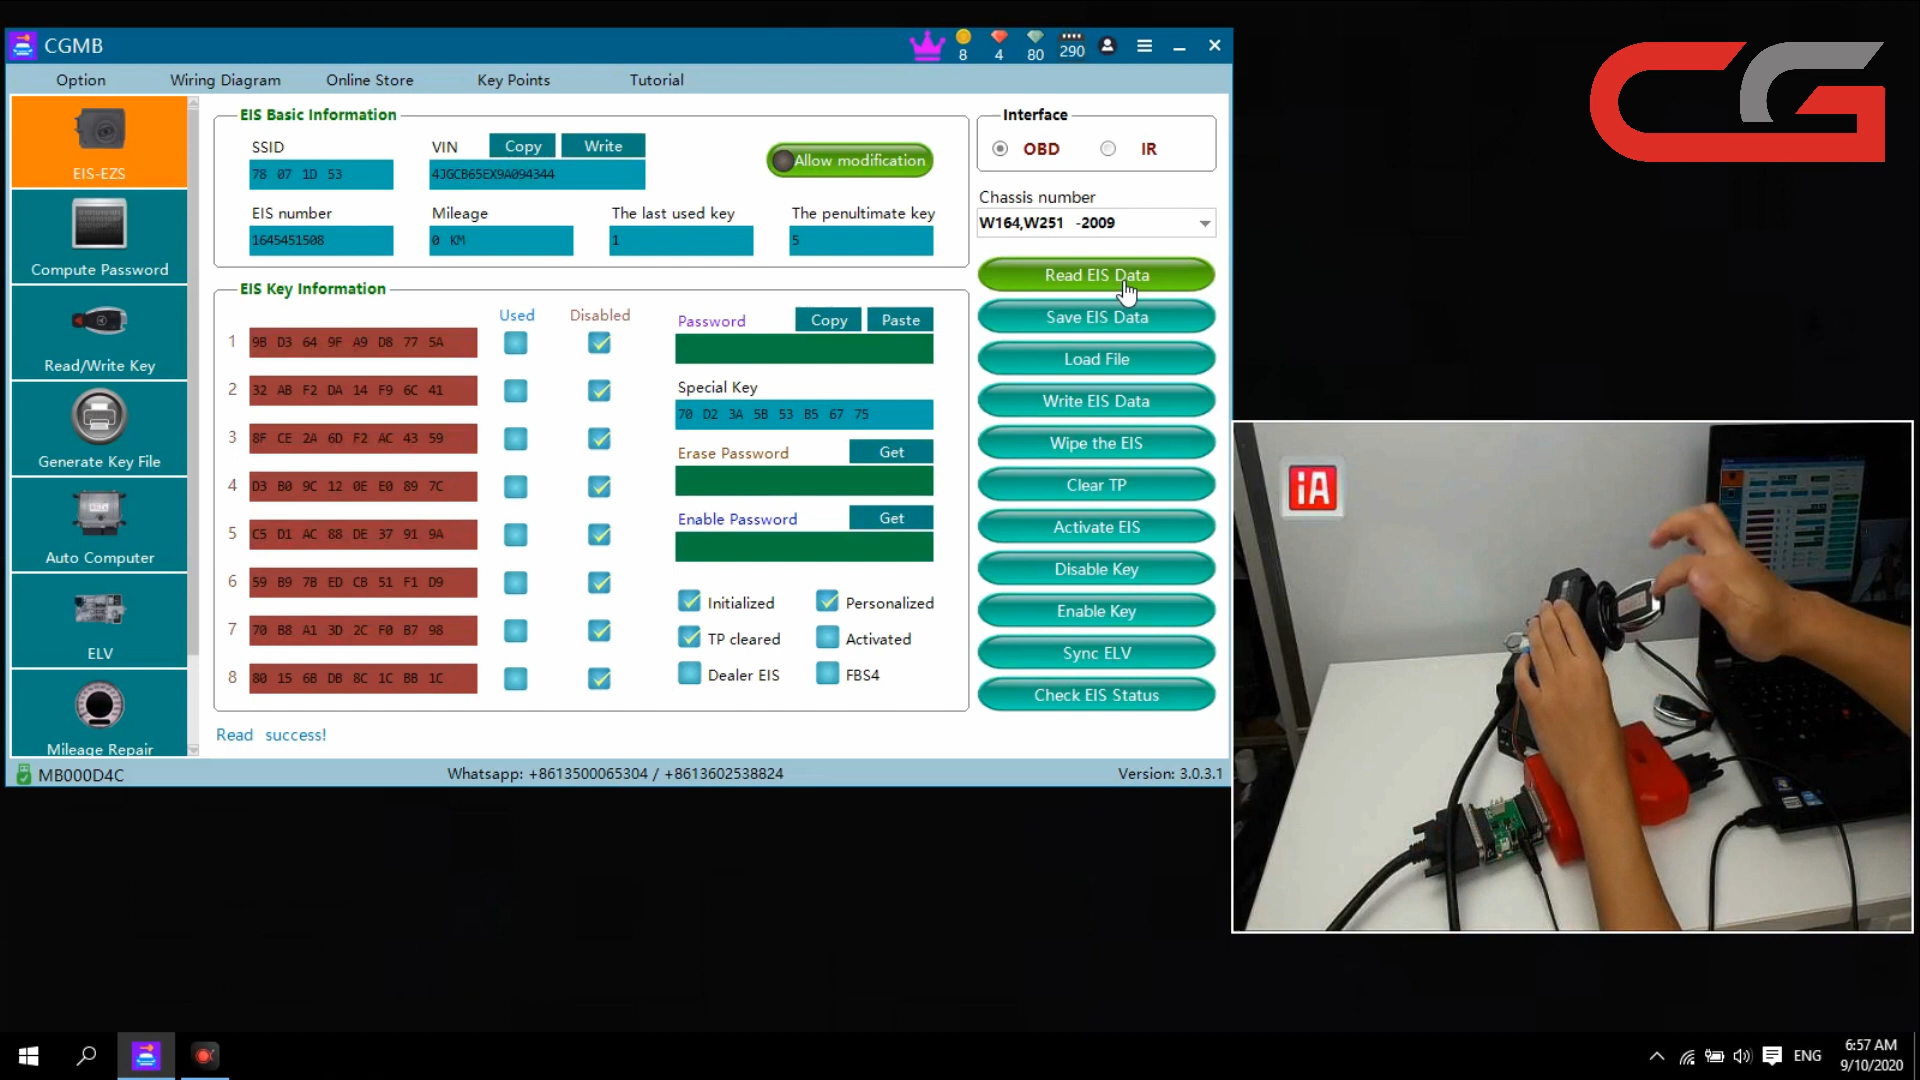 CGMB
8
4
80
290
Option
Wiring Diagram
Online Store
Key Points
Tutorial
EIS-EZS
Compute Password
Read/Write Key
Generate Key File
Auto Computer
ELV
Mileage Repair
EIS Basic Information
SSID
VIN
Copy
Write
Allow modification
78 07 1D 53
4JGCB65EX9A094344
EIS number
Mileage
The last used key
The penultimate key
1645451508
0 KM
1
5
EIS Key Information
Used
Disabled
1 9B D3 64 9F A9 D8 77 5A
2 32 AB F2 DA 14 F9 6C 41
3 8F CE 2A 6D F2 AC 43 59
4 D3 B0 9C 12 0E E0 89 7C
5 C5 D1 AC 88 DE 37 91 9A
6 59 B9 7B ED CB 51 F1 D9
7 70 B8 A1 3D 2C F0 B7 98
8 80 15 6B DB 8C 1C BB 1C
Password
Copy
Paste
Special Key
70 D2 3A 5B 53 B5 67 75
Erase Password
Get
Enable Password
Get
Initialized
Personalized
TP cleared
Activated
Dealer EIS
FBS4
Interface
OBD
IR
Chassis number
W164,W251 -2009
Read EIS Data
Save EIS Data
Load File
Write EIS Data
Wipe the EIS
Clear TP
Activate EIS
Disable Key
Enable Key
Sync ELV
Check EIS Status
Read success!
MB000D4C
Whatsapp: +8613500065304 / +8613602538824
Version: 3.0.3.1
CG
iA
ENG
6:57 AM
9/10/2020